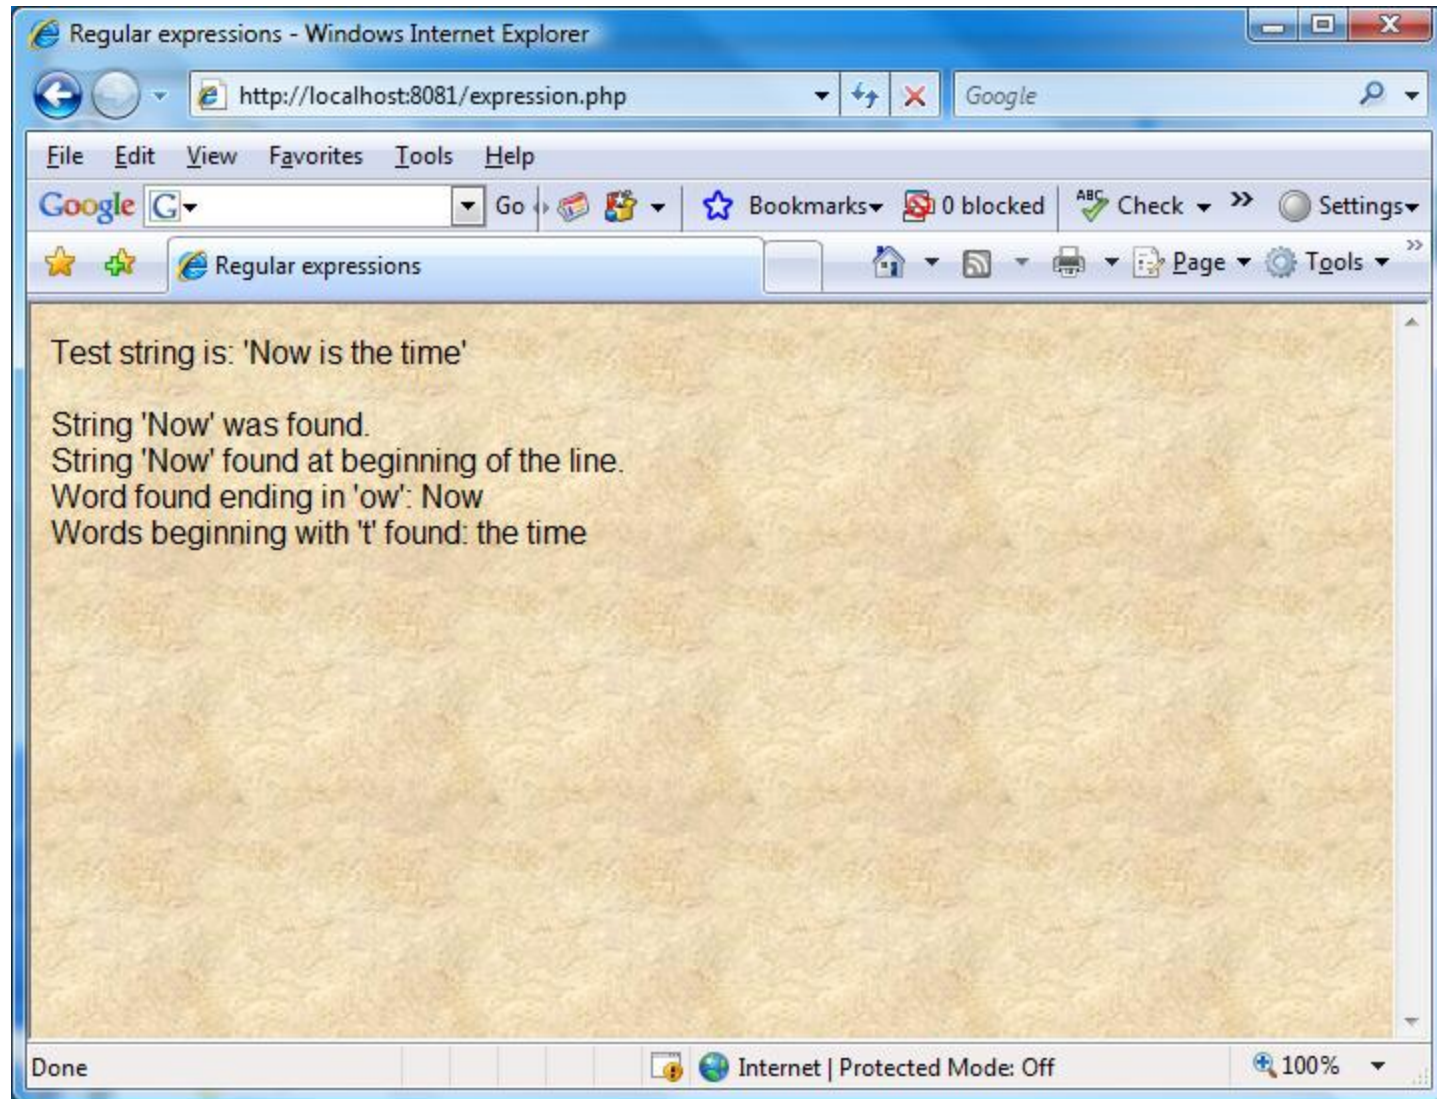 Regular expressions - Windows Internet Explorer
http://localhost:8081/expression.php Google
File Edit View Favorites Tools Help
Google G Go Bookmarks 0 blocked ABC Check >> Settings
Regular expressions Page Tools >>
Test string is: 'Now is the time'
String 'Now' was found.
String 'Now' found at beginning of the line.
Word found ending in 'ow': Now
Words beginning with 't' found: the time
Done Internet | Protected Mode: Off 100%